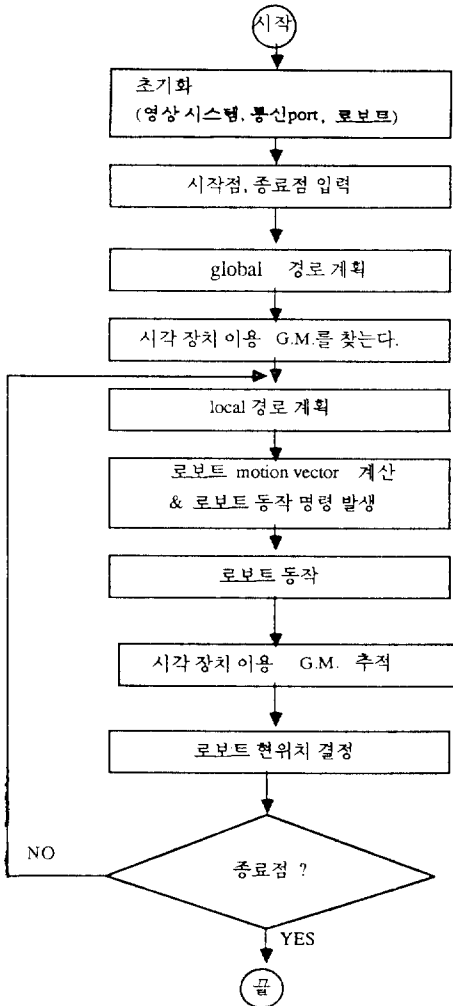 시작
초기화
(영상 시스템, 통신port, 로보트)
시작점, 종료점 입력
global 경로 계획
시각 장치 이용 G.M.를 찾는다.
local 경로 계획
로보트 motion vector 계산
& 로보트 동작 명령 발생
로보트 동작
시각 장치 이용 G.M. 추적
로보트 현위치 결정
종료점 ?
NO
YES
끝